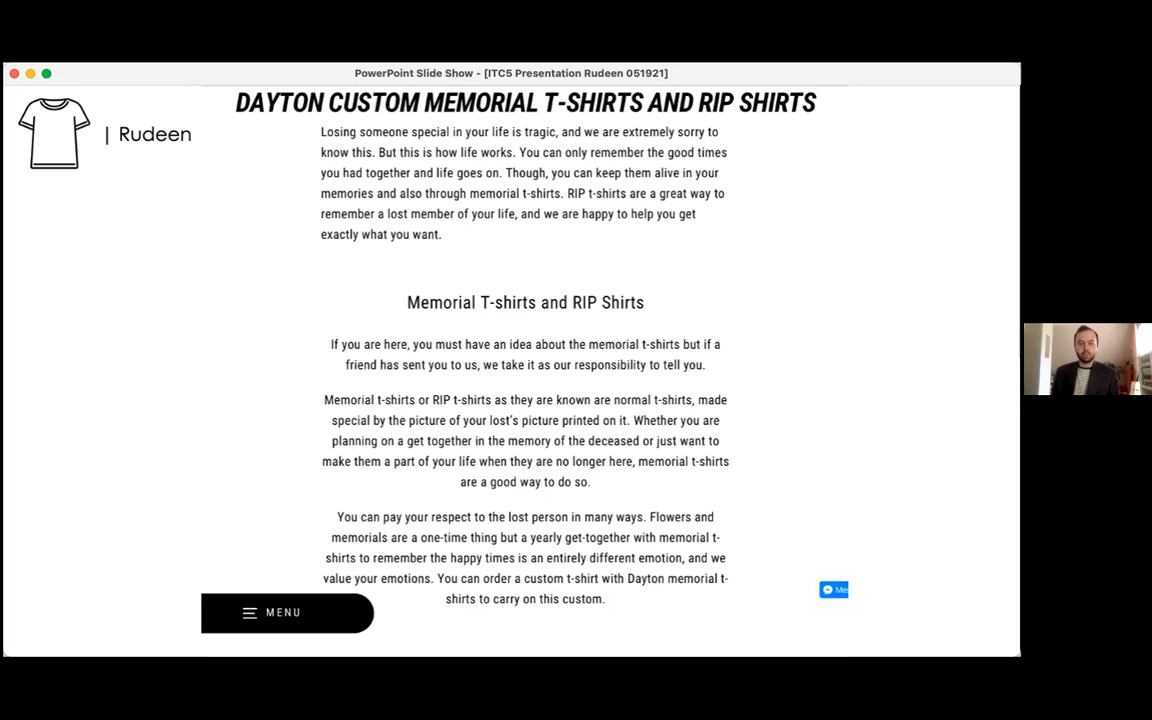 PowerPoint Slide Show - [ITC5 Presentation Rudeen 051921]
DAYTON CUSTOM MEMORIAL T-SHIRTS AND RIP SHIRTS
| Rudeen
Losing someone special in your life is tragic, and we are extremely sorry to
know this. But this is how life works. You can only remember the good times
you had together and life goes on. Though, you can keep them alive in your
memories and also through memorial t-shirts. RIP t-shirts are a great way to
remember a lost member of your life, and we are happy to help you get
exactly what you want.
Memorial T-shirts and RIP Shirts
If you are here, you must have an idea about the memorial t-shirts but if a
friend has sent you to us, we take it as our responsibility to tell you.
Memorial t-shirts or RIP t-shirts as they are known are normal t-shirts, made
special by the picture of your lost's picture printed on it. Whether you are
planning on a get together in the memory of the deceased or just want to
make them a part of your life when they are no longer here, memorial t-shirts
are a good way to do so.
You can pay your respect to the lost person in many ways. Flowers and
memorials are a one-time thing but a yearly get-together with memorial t-
shirts to remember the happy times is an entirely different emotion, and we
value your emotions. You can order a custom t-shirt with Dayton memorial t-
shirts to carry on this custom.
Mes
MENU